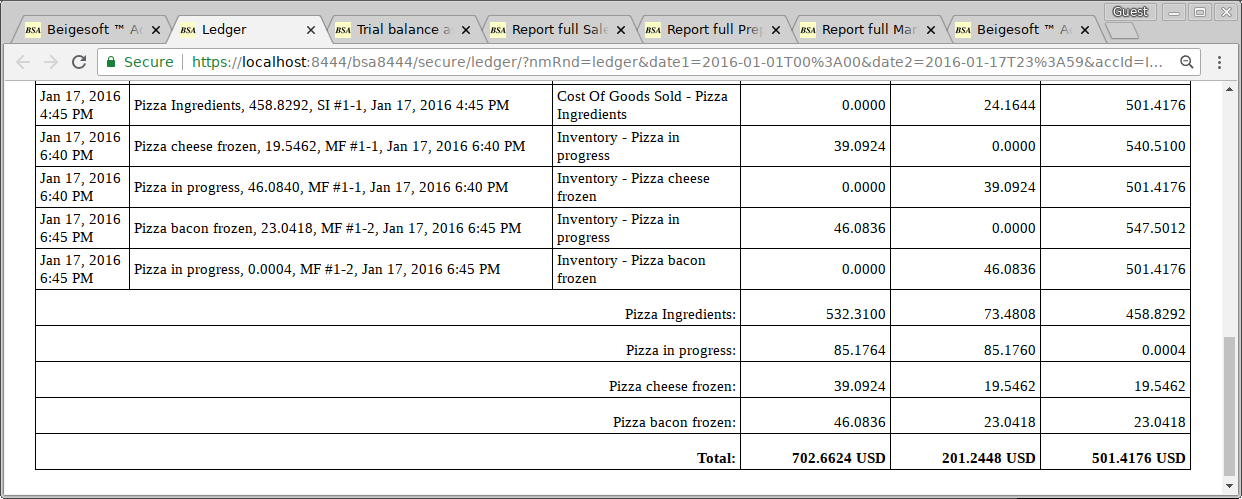 Guest
BSA Beigesoft ™ Ac
BSA Ledger
BSA Trial balance a
BSA Report full Sale
BSA Report full Prep
BSA Report full Mar
BSA Beigesoft ™ Ac
Secure https://localhost:8444/bsa8444/secure/ledger/?nmRnd=ledger&date1=2016-01-01T00%3A00&date2=2016-01-17T23%3A59&accId=I...
Jan 17, 2016 Cost Of Goods Sold - Pizza
4:45 PM Pizza Ingredients, 458.8292, SI #1-1, Jan 17, 2016 4:45 PM Ingredients 0.0000 24.1644 501.4176
Jan 17, 2016 Inventory - Pizza in
6:40 PM Pizza cheese frozen, 19.5462, MF #1-1, Jan 17, 2016 6:40 PM progress 39.0924 0.0000 540.5100
Jan 17, 2016 Inventory - Pizza cheese
6:40 PM Pizza in progress, 46.0840, MF #1-1, Jan 17, 2016 6:40 PM frozen 0.0000 39.0924 501.4176
Jan 17, 2016 Inventory - Pizza in
6:45 PM Pizza bacon frozen, 23.0418, MF #1-2, Jan 17, 2016 6:45 PM progress 46.0836 0.0000 547.5012
Jan 17, 2016 Inventory - Pizza bacon
6:45 PM Pizza in progress, 0.0004, MF #1-2, Jan 17, 2016 6:45 PM frozen 0.0000 46.0836 501.4176
Pizza Ingredients: 532.3100 73.4808 458.8292
Pizza in progress: 85.1764 85.1760 0.0004
Pizza cheese frozen: 39.0924 19.5462 19.5462
Pizza bacon frozen: 46.0836 23.0418 23.0418
Total: 702.6624 USD 201.2448 USD 501.4176 USD